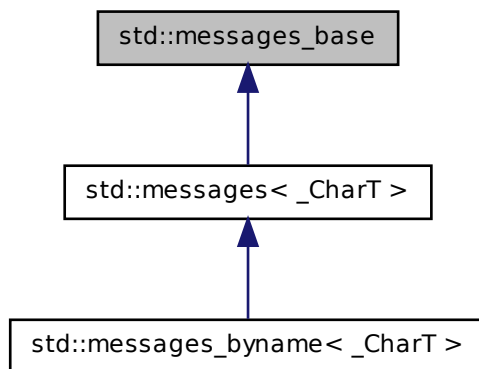 std::messages_base
std::messages< _CharT >
std::messages_byname< _CharT >